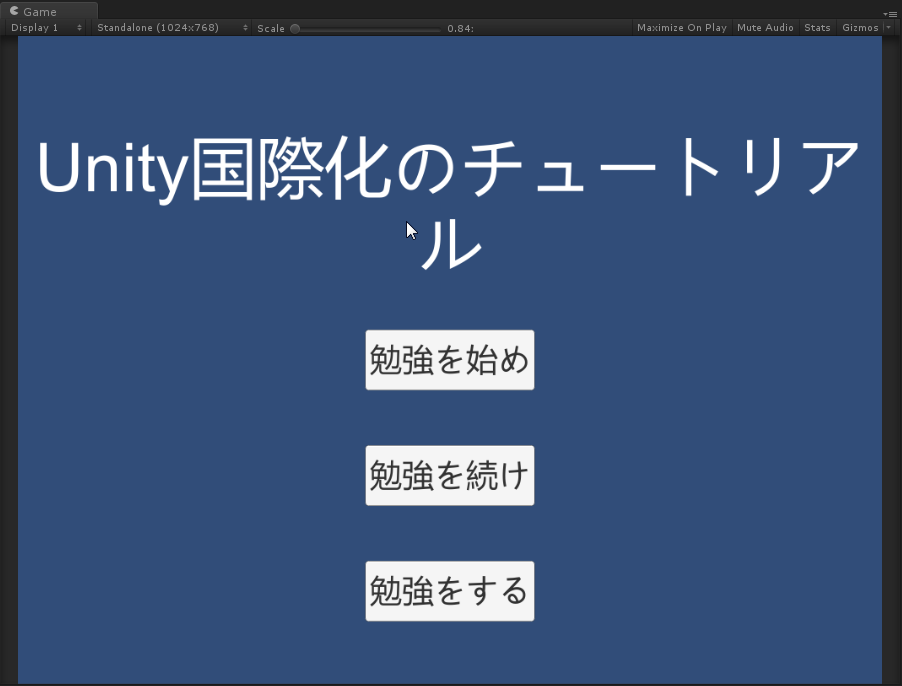 Game
Display 1 Standalone (1024x768) Scale 0.84: Maximize On Play Mute Audio Stats Gizmos
Unity国際化のチュートリア
ル
勉強を始め
勉強を続け
勉強をする